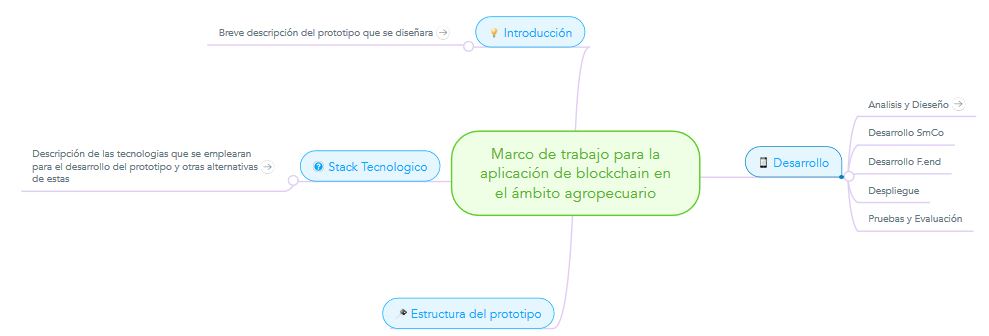 Breve descripción del prototipo que se diseñara
Introducción
Descripción de las tecnologias que se emplearan
para el desarrollo del prototipo y otras alternativas
de estas
Stack Tecnologico
Marco de trabajo para la
aplicación de blockchain en
el ámbito agropecuario
Desarrollo
Analisis y Dieseño
Desarrollo SmCo
Desarrollo F.end
Despliegue
Pruebas y Evaluación
Estructura del prototipo